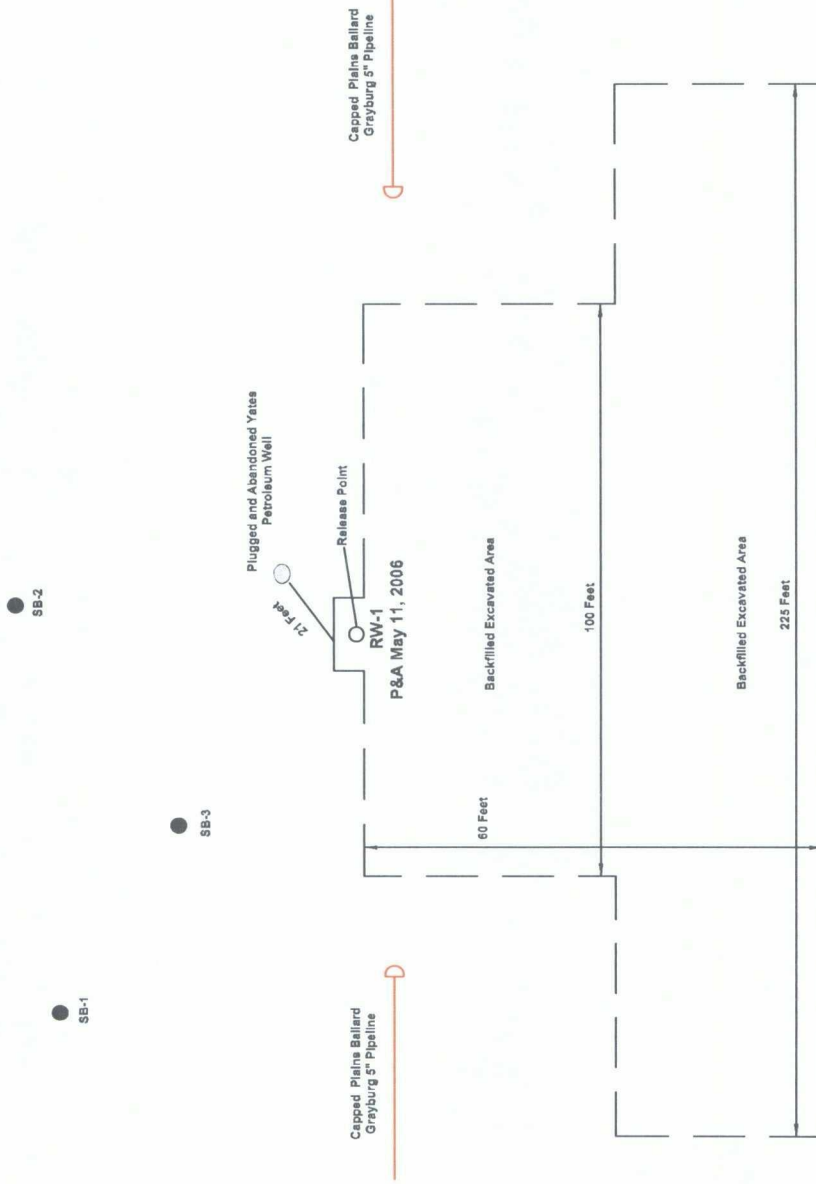 Capped Plains Ballard
Grayburg 5" Pipeline
SB-2
Plugged and Abandoned Yates
Petroleum Well
SB-3
SB-1
21 Feet
Release Point
RW-1
P&A May 11, 2006
Capped Plains Ballard
Grayburg 5" Pipeline
60 Feet
Backfilled Excavated Area
100 Feet
Backfilled Excavated Area
225 Feet